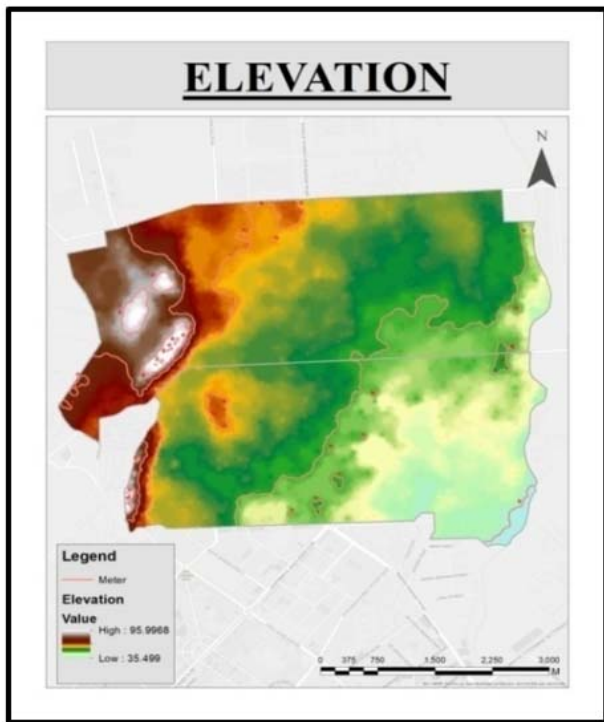 ELEVATION
N
Legend
Meter
Elevation
Value
High : 95.9968
Low : 35.499
0 375 750 1,500 2,250 3,000
M